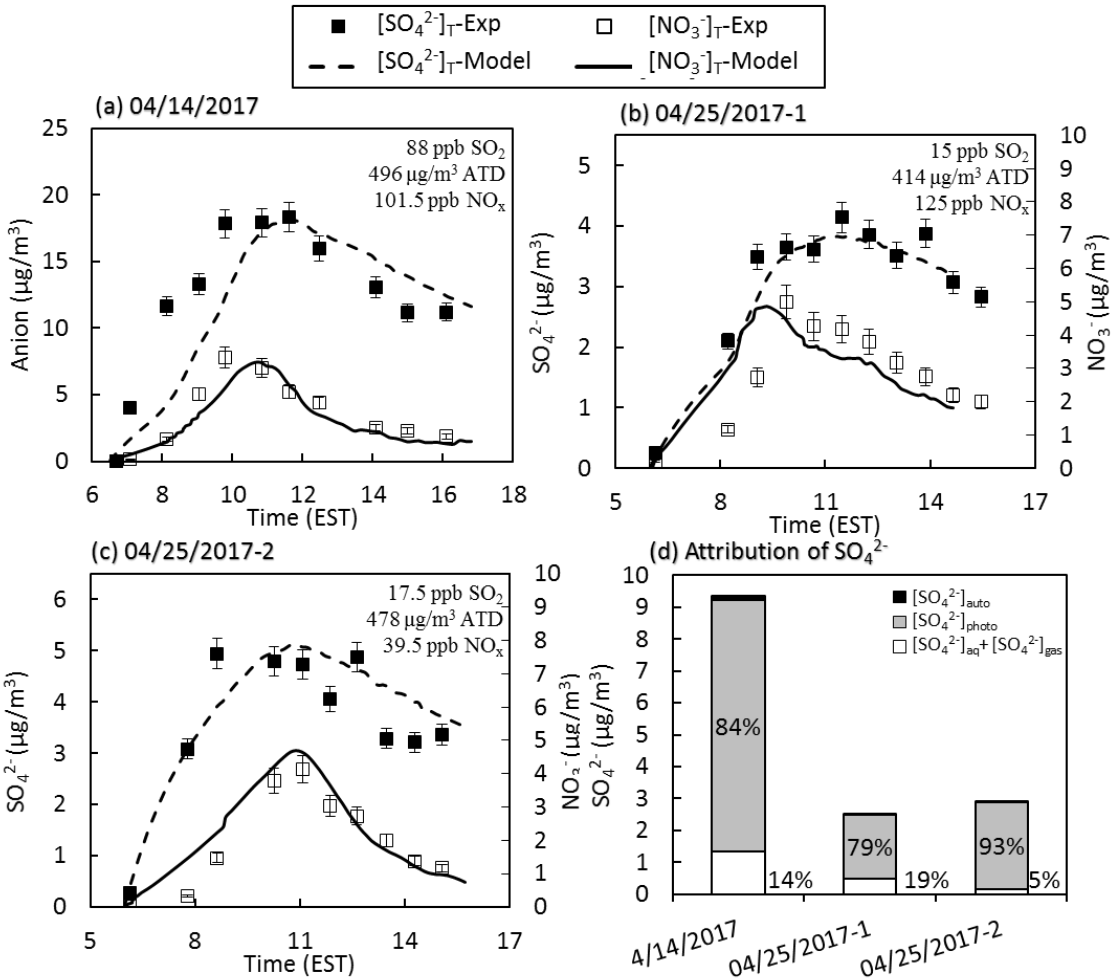 [SO₄²⁻]T-Exp [NO₃⁻]T-Exp
[SO₄²⁻]T-Model [NO₃⁻]T-Model
(a) 04/14/2017
88 ppb SO₂
496 µg/m³ ATD
101.5 ppb NOₓ
25
20
15
10
5
0
Anion (µg/m³)
6 8 10 12 14 16 18
Time (EST)
(b) 04/25/2017-1
15 ppb SO₂
414 µg/m³ ATD
125 ppb NOₓ
5
4
3
2
1
0
SO₄²⁻ (µg/m³)
10
9
8
7
6
5
4
3
2
1
0
NO₃⁻ (µg/m³)
5 8 11 14 17
Time (EST)
(c) 04/25/2017-2
17.5 ppb SO₂
478 µg/m³ ATD
39.5 ppb NOₓ
6
5
4
3
2
1
0
SO₄²⁻ (µg/m³)
10
9
8
7
6
5
4
3
2
1
0
NO₃⁻ (µg/m³)
5 8 11 14 17
Time (EST)
(d) Attribution of SO₄²⁻
[SO₄²⁻]auto
[SO₄²⁻]photo
[SO₄²⁻]aq + [SO₄²⁻]gas
10
9
8
7
6
5
4
3
2
1
0
SO₄²⁻ (µg/m³)
84%
79%
93%
14%
19%
5%
4/14/2017
04/25/2017-1
04/25/2017-2